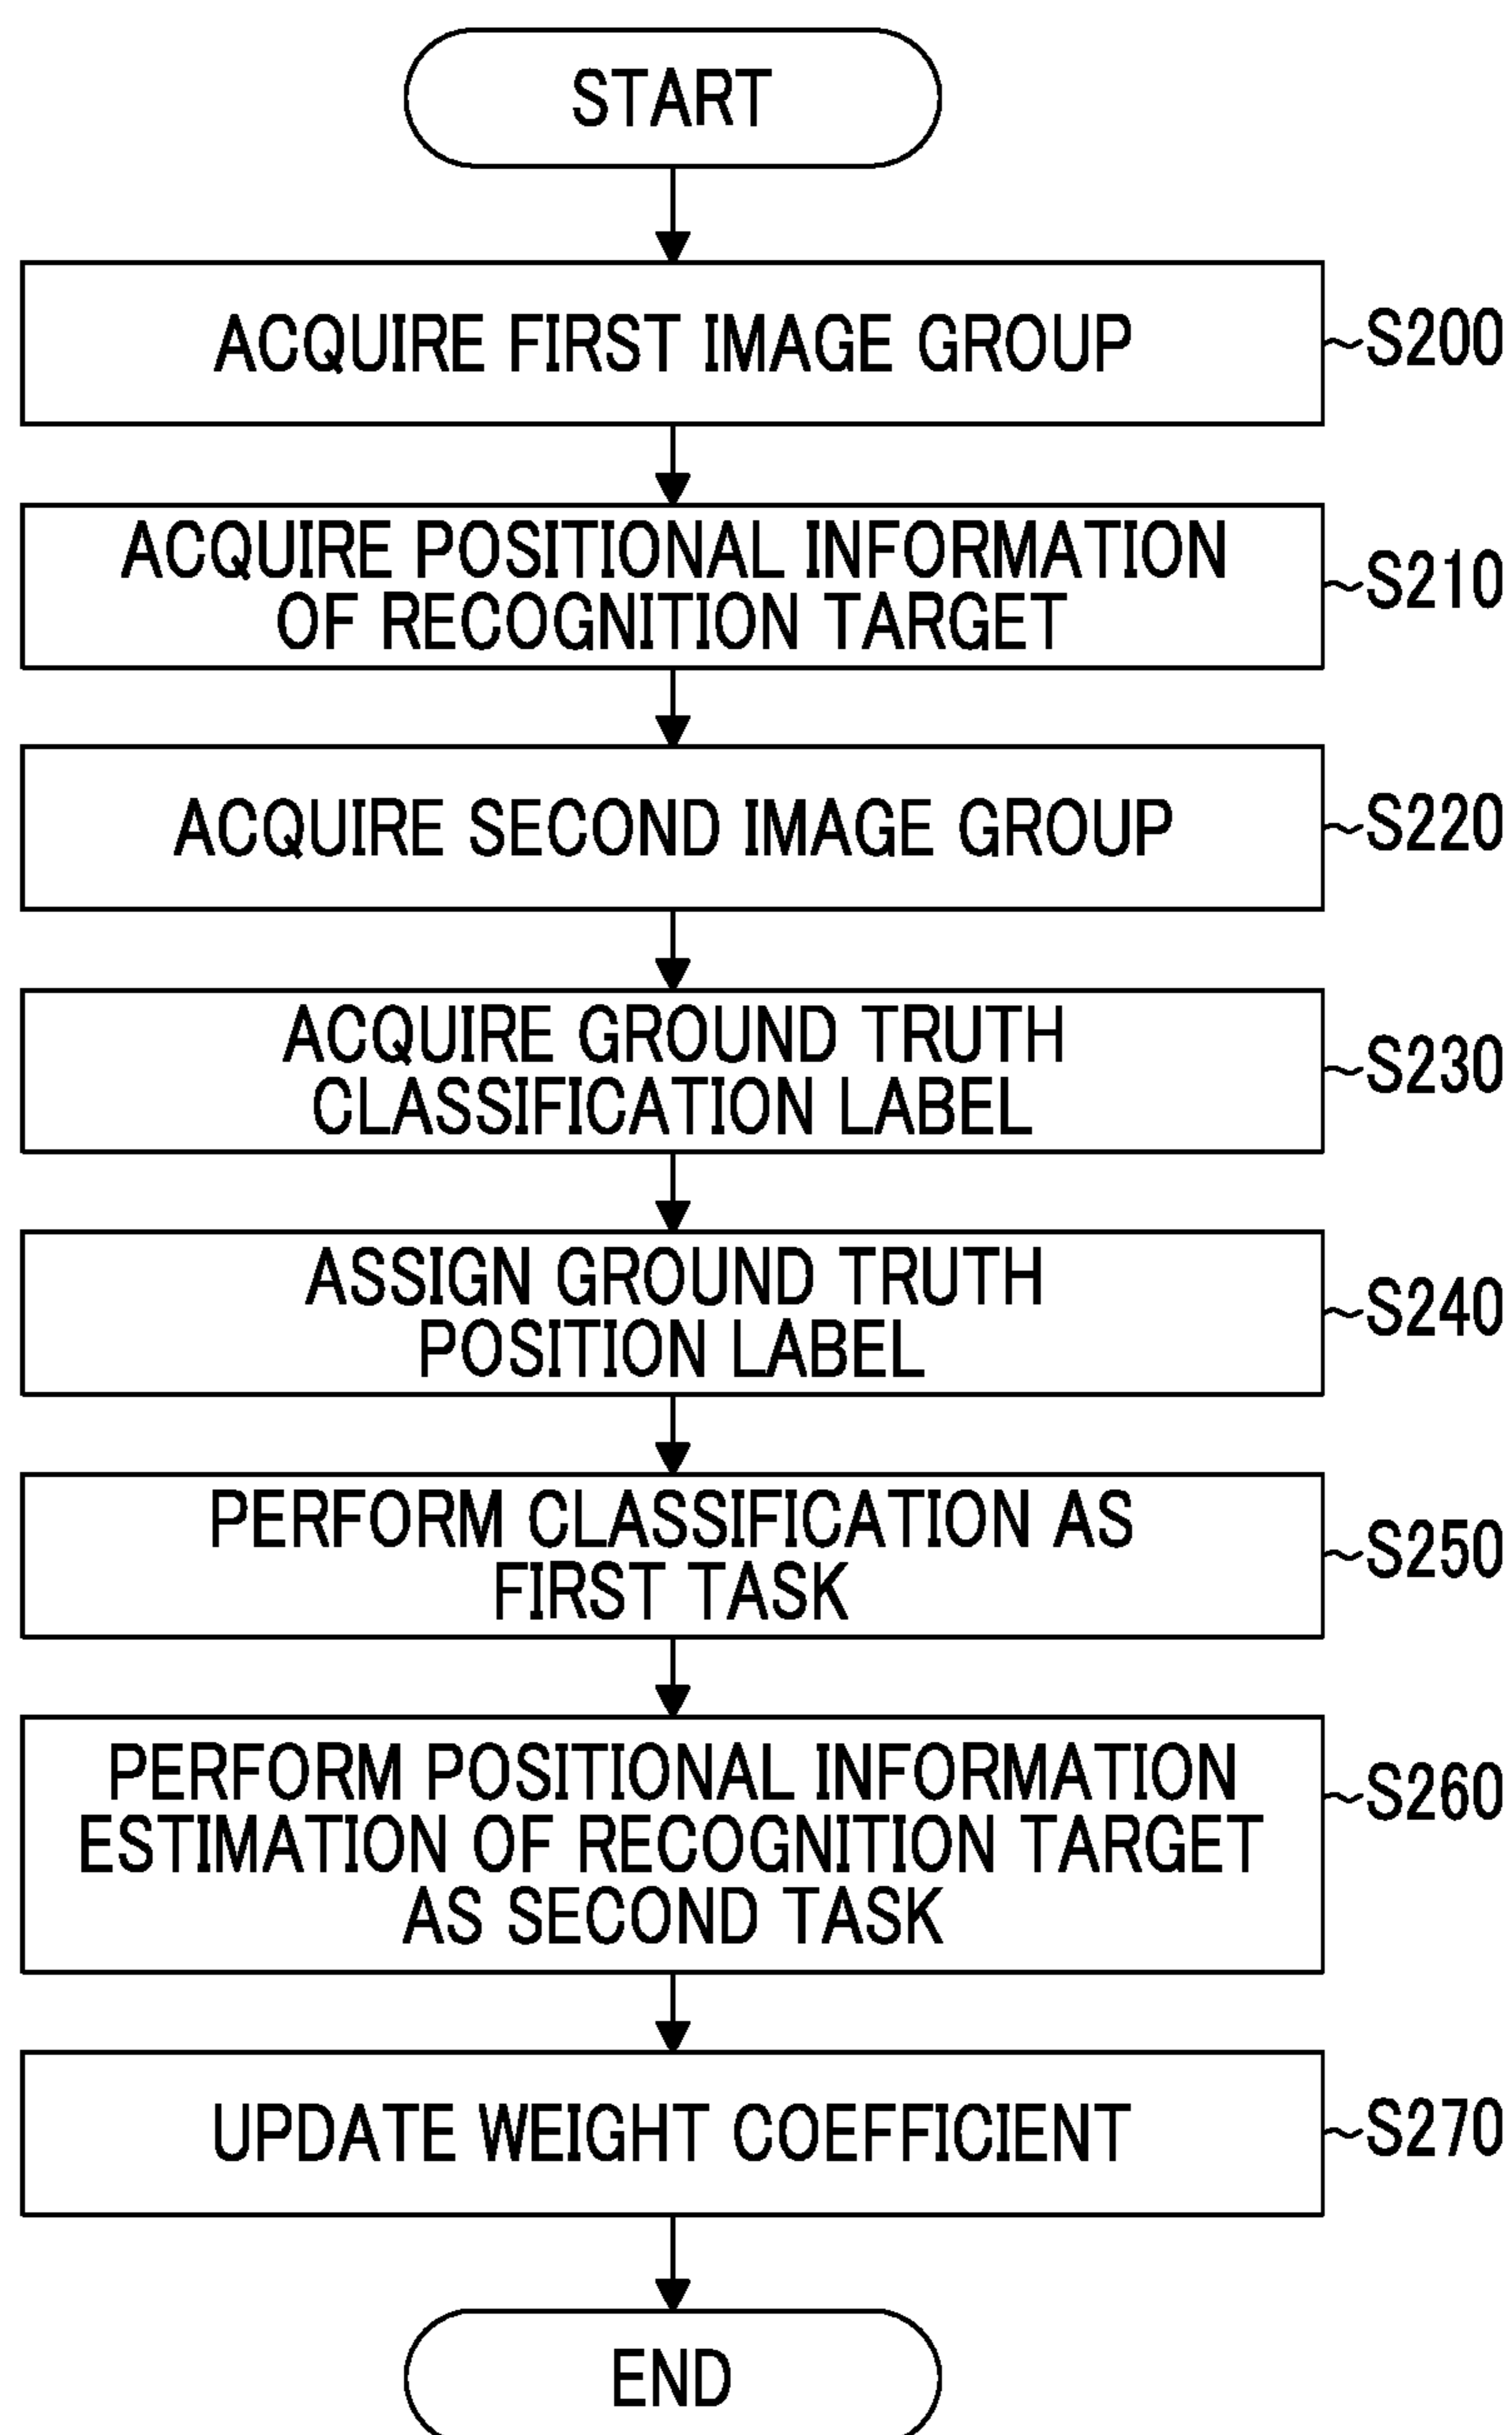 START
ACQUIRE FIRST IMAGE GROUP
S200
ACQUIRE POSITIONAL INFORMATION
OF RECOGNITION TARGET
S210
ACQUIRE SECOND IMAGE GROUP
S220
ACQUIRE GROUND TRUTH
CLASSIFICATION LABEL
S230
ASSIGN GROUND TRUTH
POSITION LABEL
S240
PERFORM CLASSIFICATION AS
FIRST TASK
S250
PERFORM POSITIONAL INFORMATION
ESTIMATION OF RECOGNITION TARGET
AS SECOND TASK
S260
UPDATE WEIGHT COEFFICIENT
S270
END